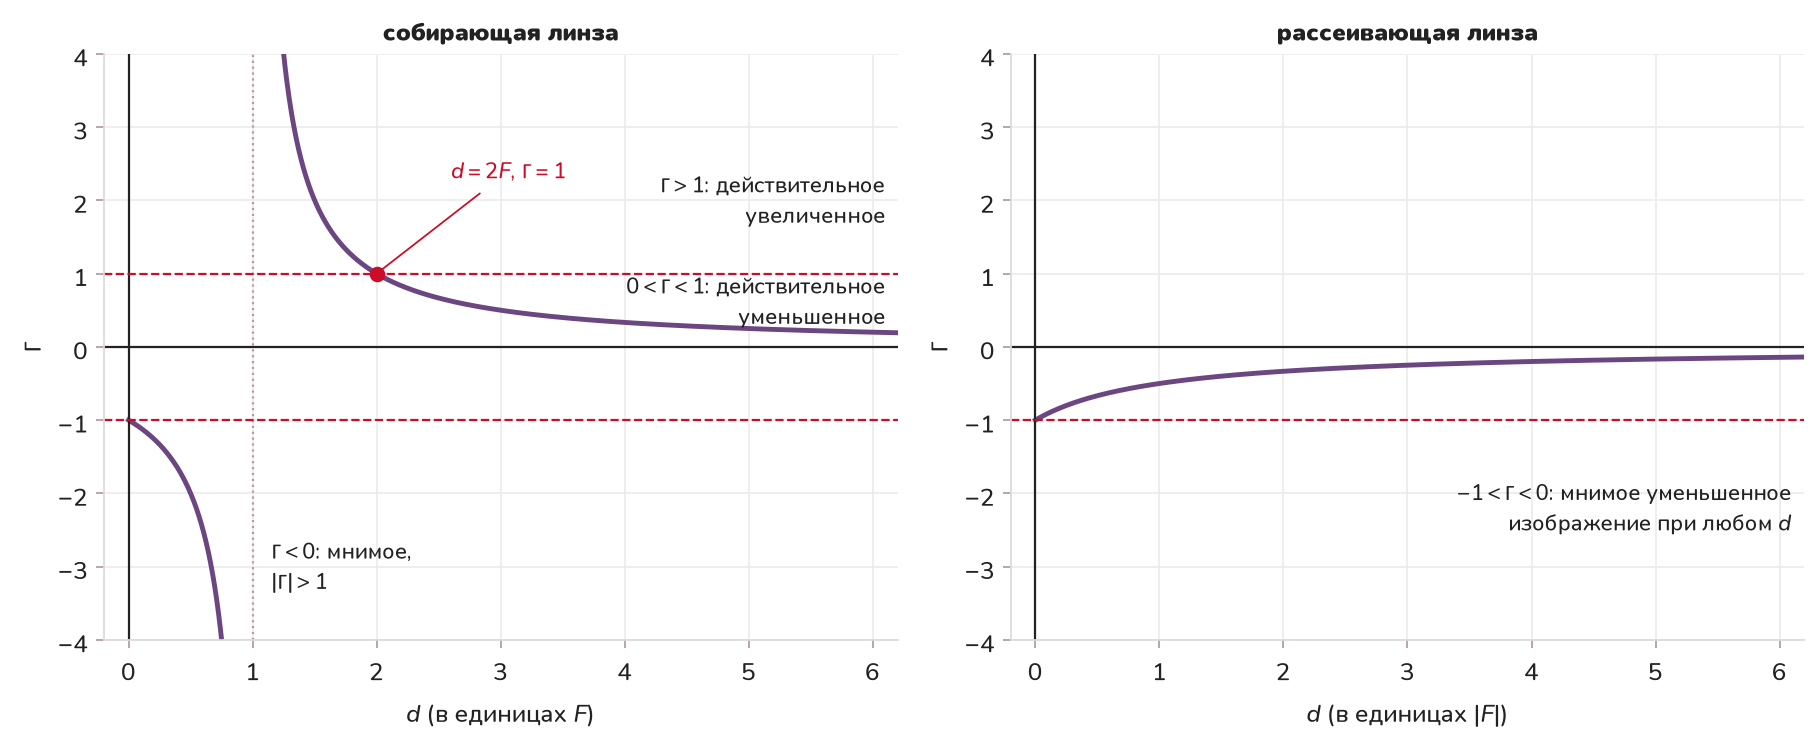 собирающая линза
4
3
2
1
0
−1
−2
−3
−4
Г
d = 2F, Г = 1
Г > 1: действительное
увеличенное
0 < Г < 1: действительное
уменьшенное
Г < 0: мнимое,
|Г| > 1
0 1 2 3 4 5 6
d (в единицах F)
рассеивающая линза
4
3
2
1
0
−1
−2
−3
−4
Г
−1 < Г < 0: мнимое уменьшенное
изображение при любом d
0 1 2 3 4 5 6
d (в единицах |F|)